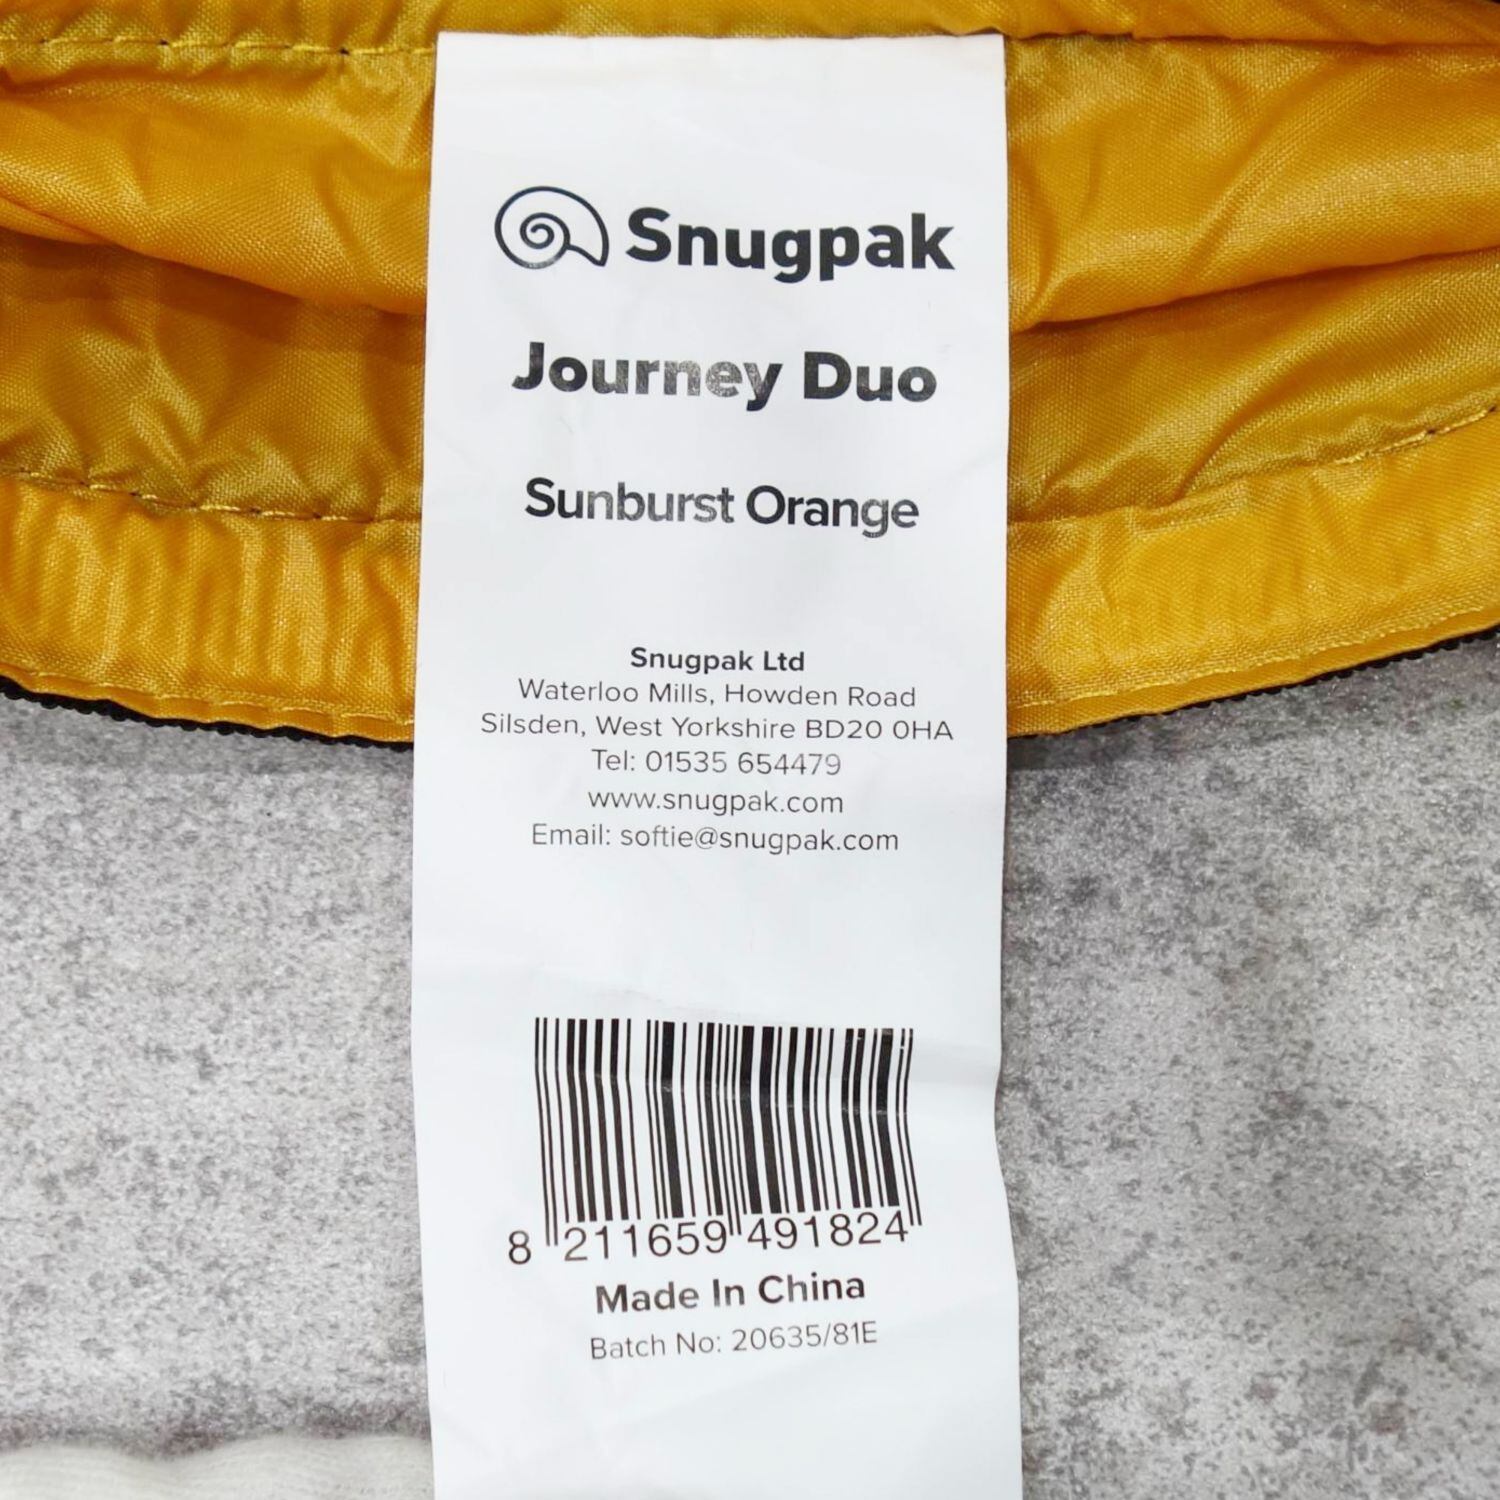 Snugpak
Journey Duo
Sunburst Orange
Snugpak Ltd
Waterloo Mills, Howden Road
Silsden, West Yorkshire BD20 0HA
Tel: 01535 654479
www.snugpak.com
Email: softie@snugpak.com
8 211659 491824
Made In China
Batch No: 20635/81E